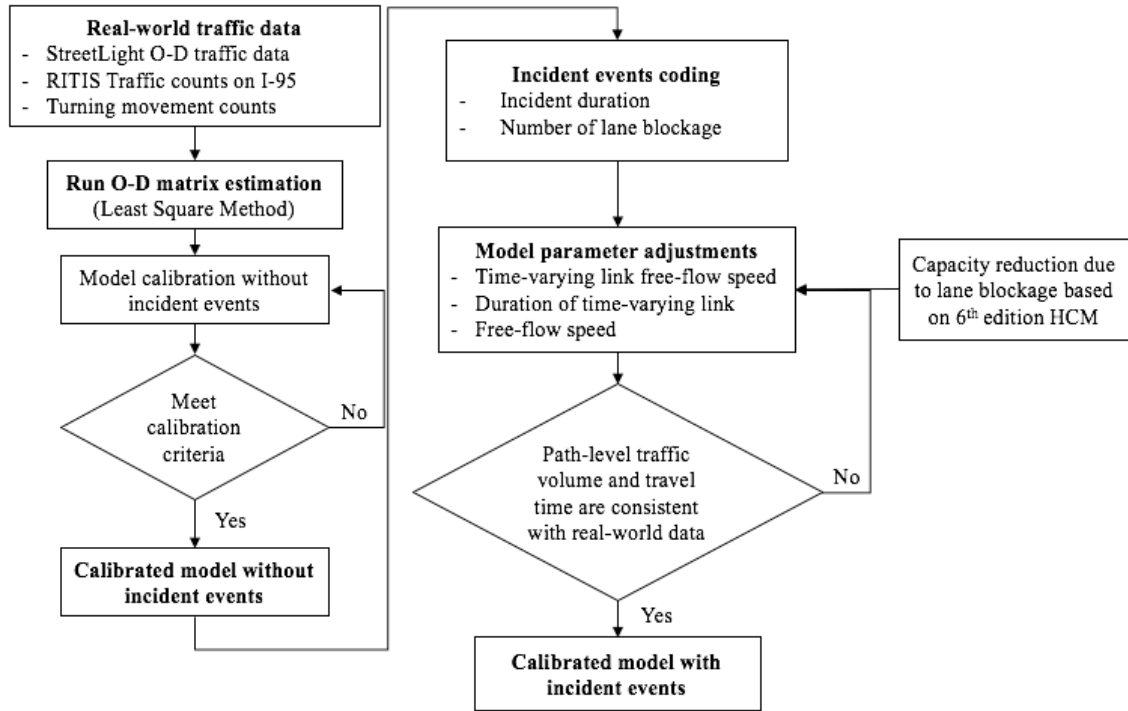 Real-world traffic data
- StreetLight O-D traffic data
- RITIS Traffic counts on I-95
- Turning movement counts
Run O-D matrix estimation
(Least Square Method)
Model calibration without
incident events
Meet
calibration
criteria
No
Yes
Calibrated model without
incident events
Incident events coding
- Incident duration
- Number of lane blockage
Model parameter adjustments
- Time-varying link free-flow speed
- Duration of time-varying link
- Free-flow speed
Capacity reduction due
to lane blockage based
on 6th edition HCM
Path-level traffic
volume and travel
time are consistent
with real-world data
No
Yes
Calibrated model with
incident events